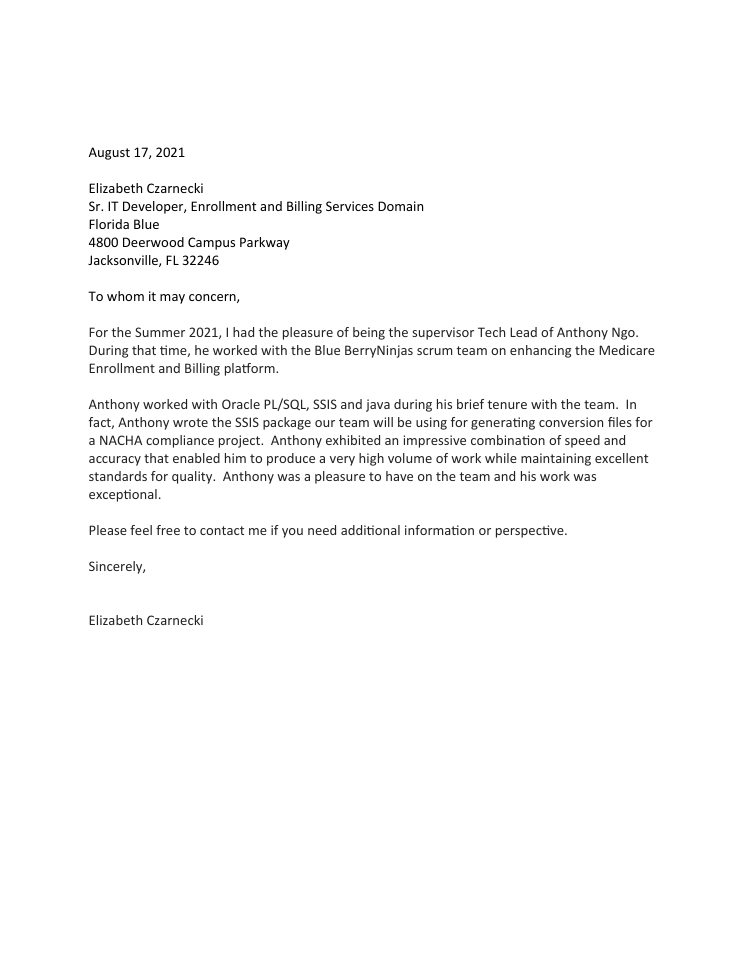 August 17, 2021
Elizabeth Czarnecki
Sr. IT Developer, Enrollment and Billing Services Domain
Florida Blue
4800 Deerwood Campus Parkway
Jacksonville, FL 32246
To whom it may concern,
For the Summer 2021, I had the pleasure of being the supervisor Tech Lead of Anthony Ngo.
During that time, he worked with the Blue BerryNinjas scrum team on enhancing the Medicare
Enrollment and Billing platform.
Anthony worked with Oracle PL/SQL, SSIS and java during his brief tenure with the team.  In
fact, Anthony wrote the SSIS package our team will be using for generating conversion files for
a NACHA compliance project.  Anthony exhibited an impressive combination of speed and
accuracy that enabled him to produce a very high volume of work while maintaining excellent
standards for quality.  Anthony was a pleasure to have on the team and his work was
exceptional.
Please feel free to contact me if you need additional information or perspective.
Sincerely,
Elizabeth Czarnecki